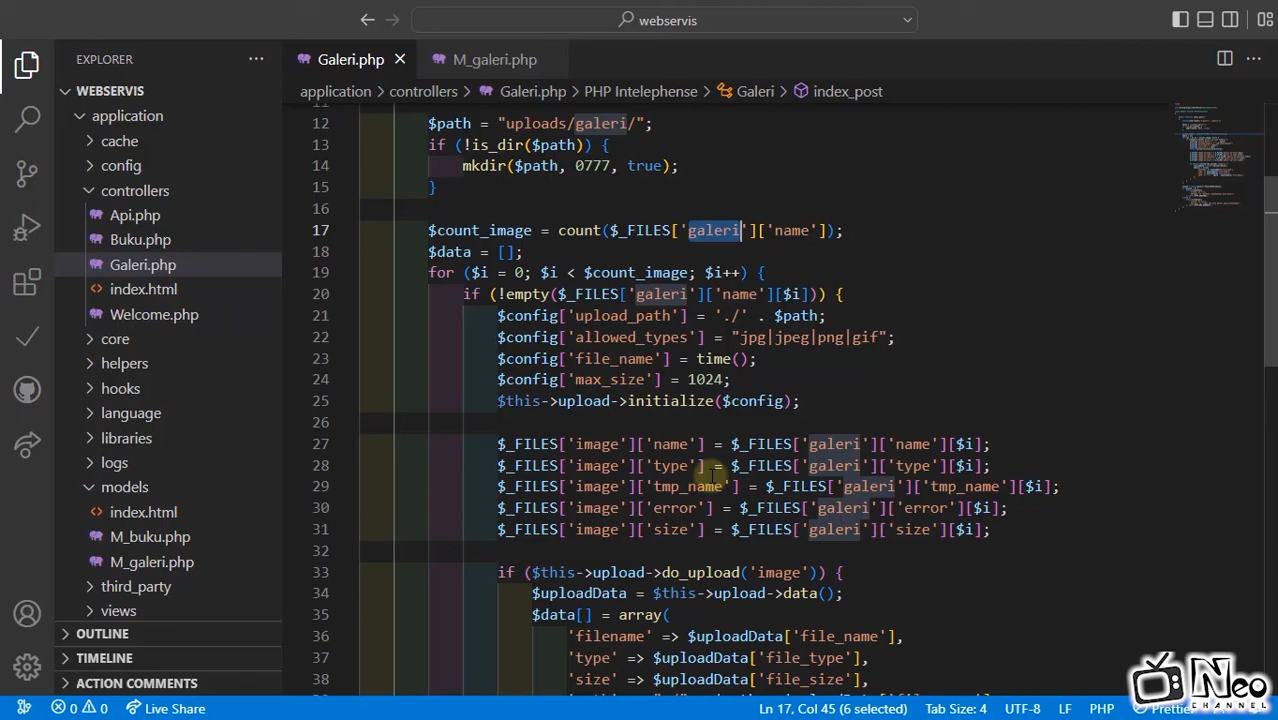 webservis
EXPLORER
Galeri.php
M_galeri.php
WEBSERVIS
application > controllers > Galeri.php > PHP Intelephense > Galeri > index_post
application
cache
config
controllers
Api.php
Buku.php
Galeri.php
index.html
Welcome.php
core
helpers
hooks
language
libraries
logs
models
index.html
M_buku.php
M_galeri.php
third_party
views
OUTLINE
TIMELINE
ACTION COMMENTS
11
12 $path = "uploads/galeri/";
13 if (!is_dir($path)) {
14 mkdir($path, 0777, true);
15 }
16
17 $count_image = count($_FILES['galeri']['name']);
18 $data = [];
19 for ($i = 0; $i < $count_image; $i++) {
20 if (!empty($_FILES['galeri']['name'][$i])) {
21 $config['upload_path'] = './' . $path;
22 $config['allowed_types'] = "jpg|jpeg|png|gif";
23 $config['file_name'] = time();
24 $config['max_size'] = 1024;
25 $this->upload->initialize($config);
26
27 $_FILES['image']['name'] = $_FILES['galeri']['name'][$i];
28 $_FILES['image']['type'] = $_FILES['galeri']['type'][$i];
29 $_FILES['image']['tmp_name'] = $_FILES['galeri']['tmp_name'][$i];
30 $_FILES['image']['error'] = $_FILES['galeri']['error'][$i];
31 $_FILES['image']['size'] = $_FILES['galeri']['size'][$i];
32
33 if ($this->upload->do_upload('image')) {
34 $uploadData = $this->upload->data();
35 $data[] = array(
36 'filename' => $uploadData['file_name'],
37 'type' => $uploadData['file_type'],
38 'size' => $uploadData['file_size'],
Neo
CHANNEL
0 0 Live Share Ln 17, Col 45 (6 selected) Tab Size: 4 UTF-8 LF PHP Prettier